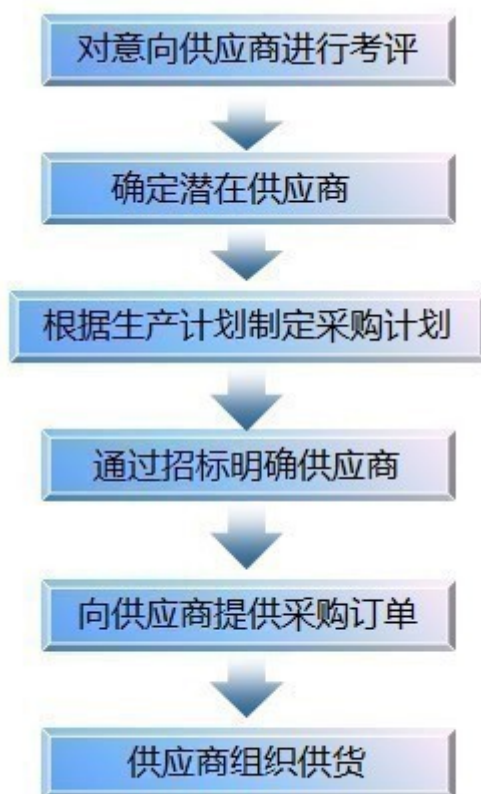 对意向供应商进行考评
确定潜在供应商
根据生产计划制定采购计划
通过招标明确供应商
向供应商提供采购订单
供应商组织供货